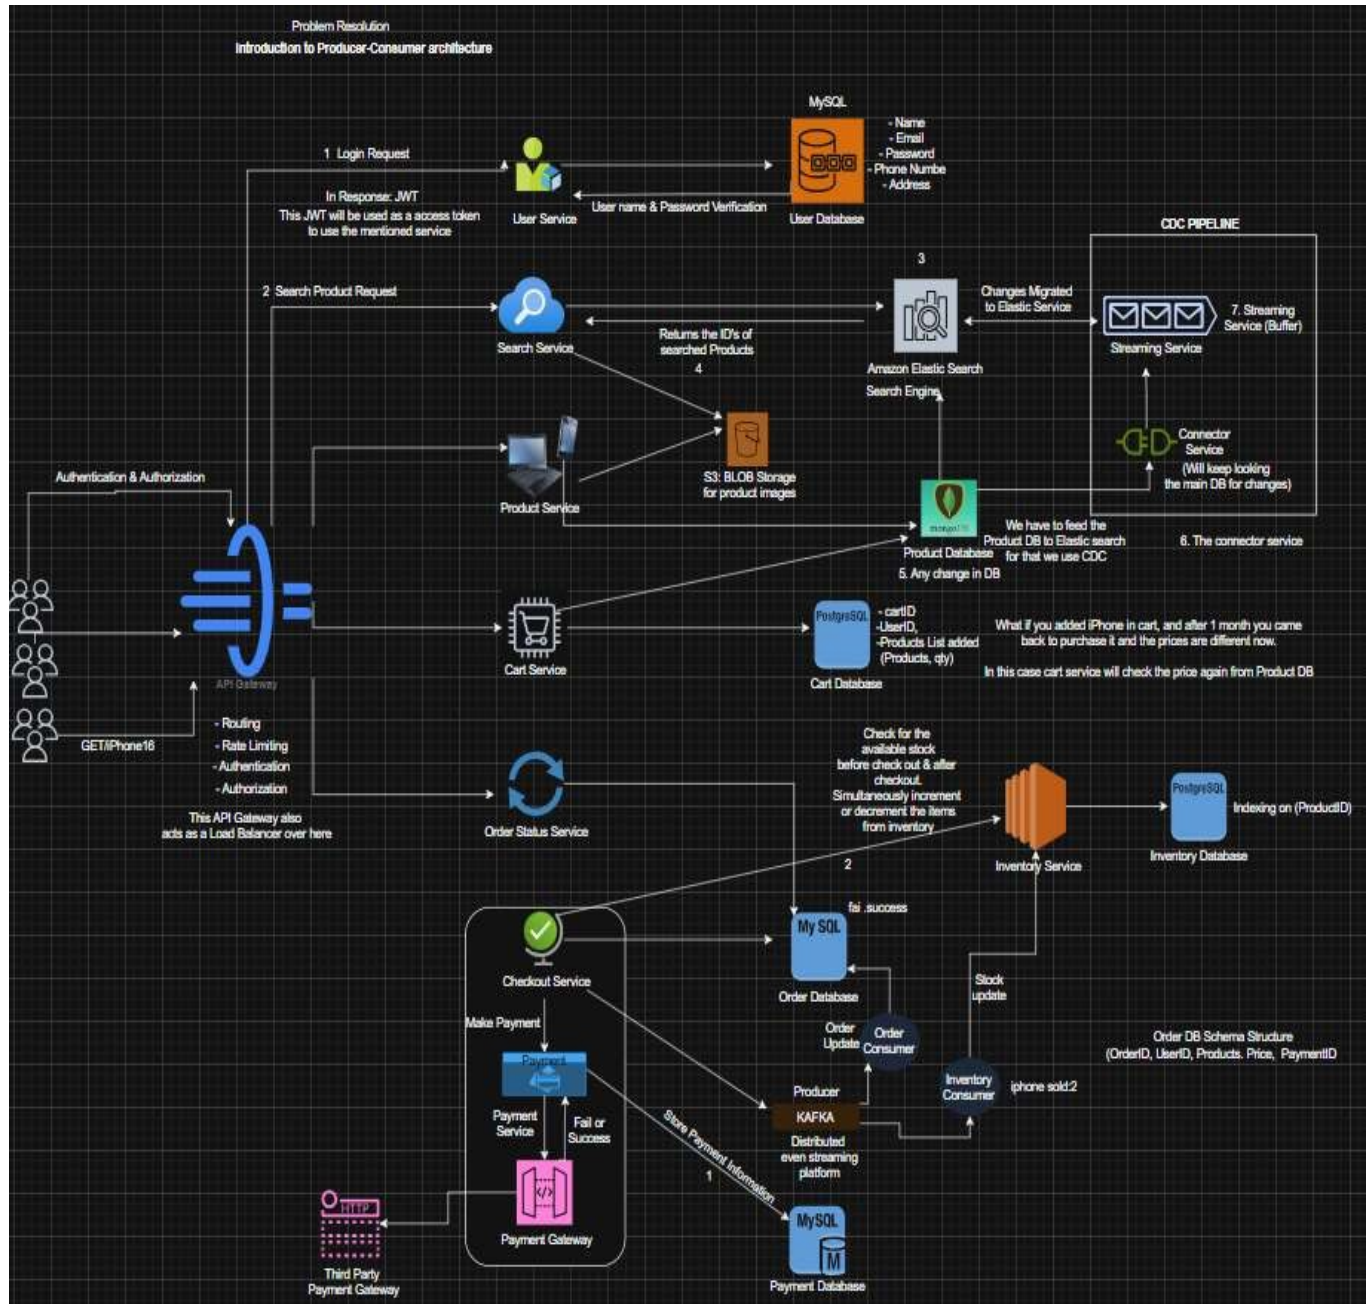 Problem Resolution
Introduction to Producer-Consumer architecture
MySQL
- Name
- Email
- Password
- Phone Numbe
- Address
1 Login Request
In Response: JWT
This JWT will be used as a access token
to use the mentioned service
User Service
User name & Password Verification
User Database
CDC PIPELINE
3
2 Search Product Request
Changes Migrated
to Elastic Service
7. Streaming
Service (Buffer)
Search Service
Returns the ID's of
searched Products
4
Streaming Service
Amazon Elastic Search
Search Engine
Connector
Service
(Will keep looking
the main DB for changes)
Authentication & Authorization
S3: BLOB Storage
for product images
Product Service
mongoDB
We have to feed the
Product DB to Elastic search
for that we use CDC
Product Database
5. Any change in DB
6. The connector service
PostgreSQL
- cartID
-UserID,
-Products List added
(Products, qty)
What if you added iPhone in cart, and after 1 month you came
back to purchase it and the prices are different now.
In this case cart service will check the price again from Product DB
Cart Service
Cart Database
API Gateway
- Routing
- Rate Limiting
- Authentication
- Authorization
GET/iPhone16
This API Gateway also
acts as a Load Balancer over here
Order Status Service
Check for the
available stock
before check out & after
checkout.
Simultaneously increment
or decrement the items
from inventory
PostgreSQL
Indexing on (ProductID)
Inventory Service
Inventory Database
2
fai .success
My SQL
Checkout Service
Order Database
Stock
update
Make Payment
Order
Update
Order
Consumer
Order DB Schema Structure
(OrderID, UserID, Products. Price, PaymentID
Payment
Inventory
Consumer
iphone sold:2
Producer
KAFKA
Distributed
even streaming
platform
Payment
Service
Fail or
Success
Store Payment Information
1
HTTP
Payment Gateway
Third Party
Payment Gateway
MySQL
M
Payment Database